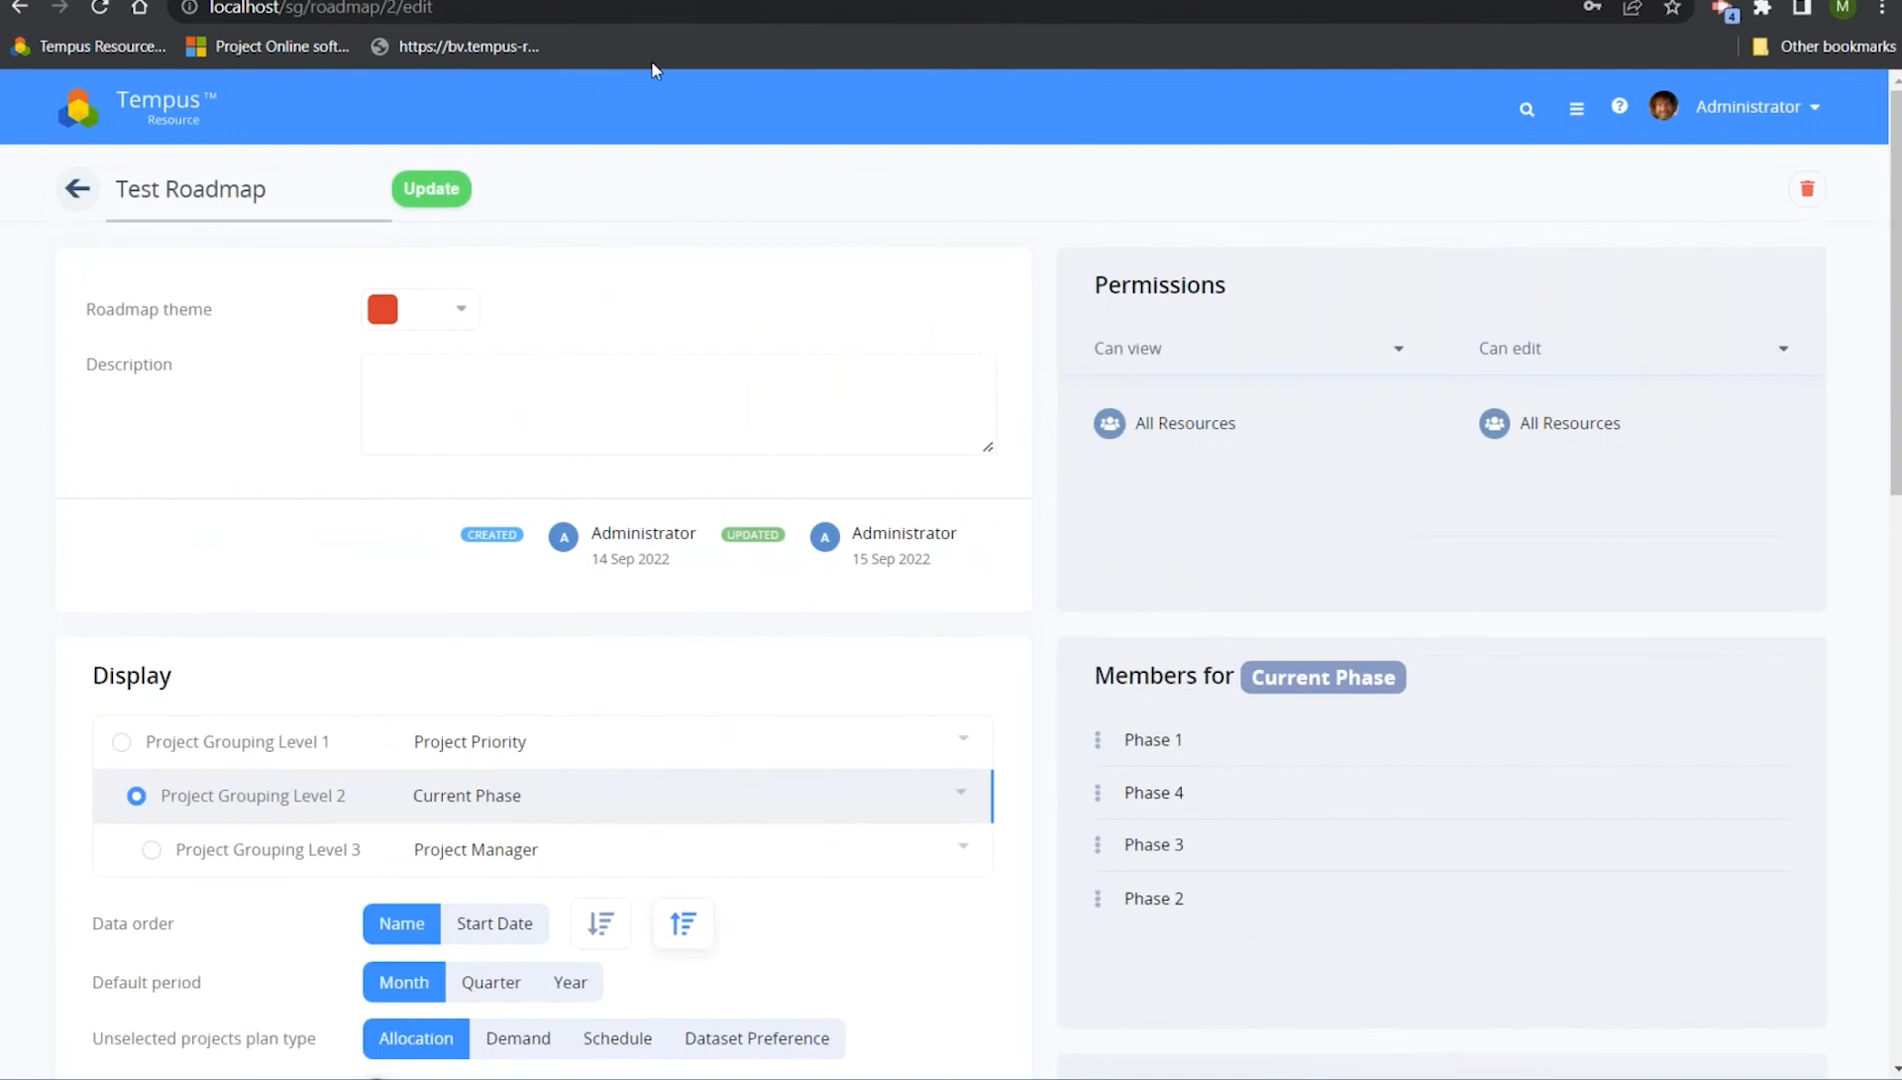 localhost/sg/roadmap/2/edit
4
M
Tempus Resource...
Project Online soft...
https://bv.tempus-r...
Other bookmarks
Tempus™
Resource
Administrator
Test Roadmap
Update
Roadmap theme
Description
CREATED
A
Administrator
14 Sep 2022
UPDATED
A
Administrator
15 Sep 2022
Permissions
Can view
Can edit
All Resources
All Resources
Display
Project Grouping Level 1
Project Priority
Project Grouping Level 2
Current Phase
Project Grouping Level 3
Project Manager
Data order
Name
Start Date
Default period
Month
Quarter
Year
Unselected projects plan type
Allocation
Demand
Schedule
Dataset Preference
Members for Current Phase
Phase 1
Phase 4
Phase 3
Phase 2